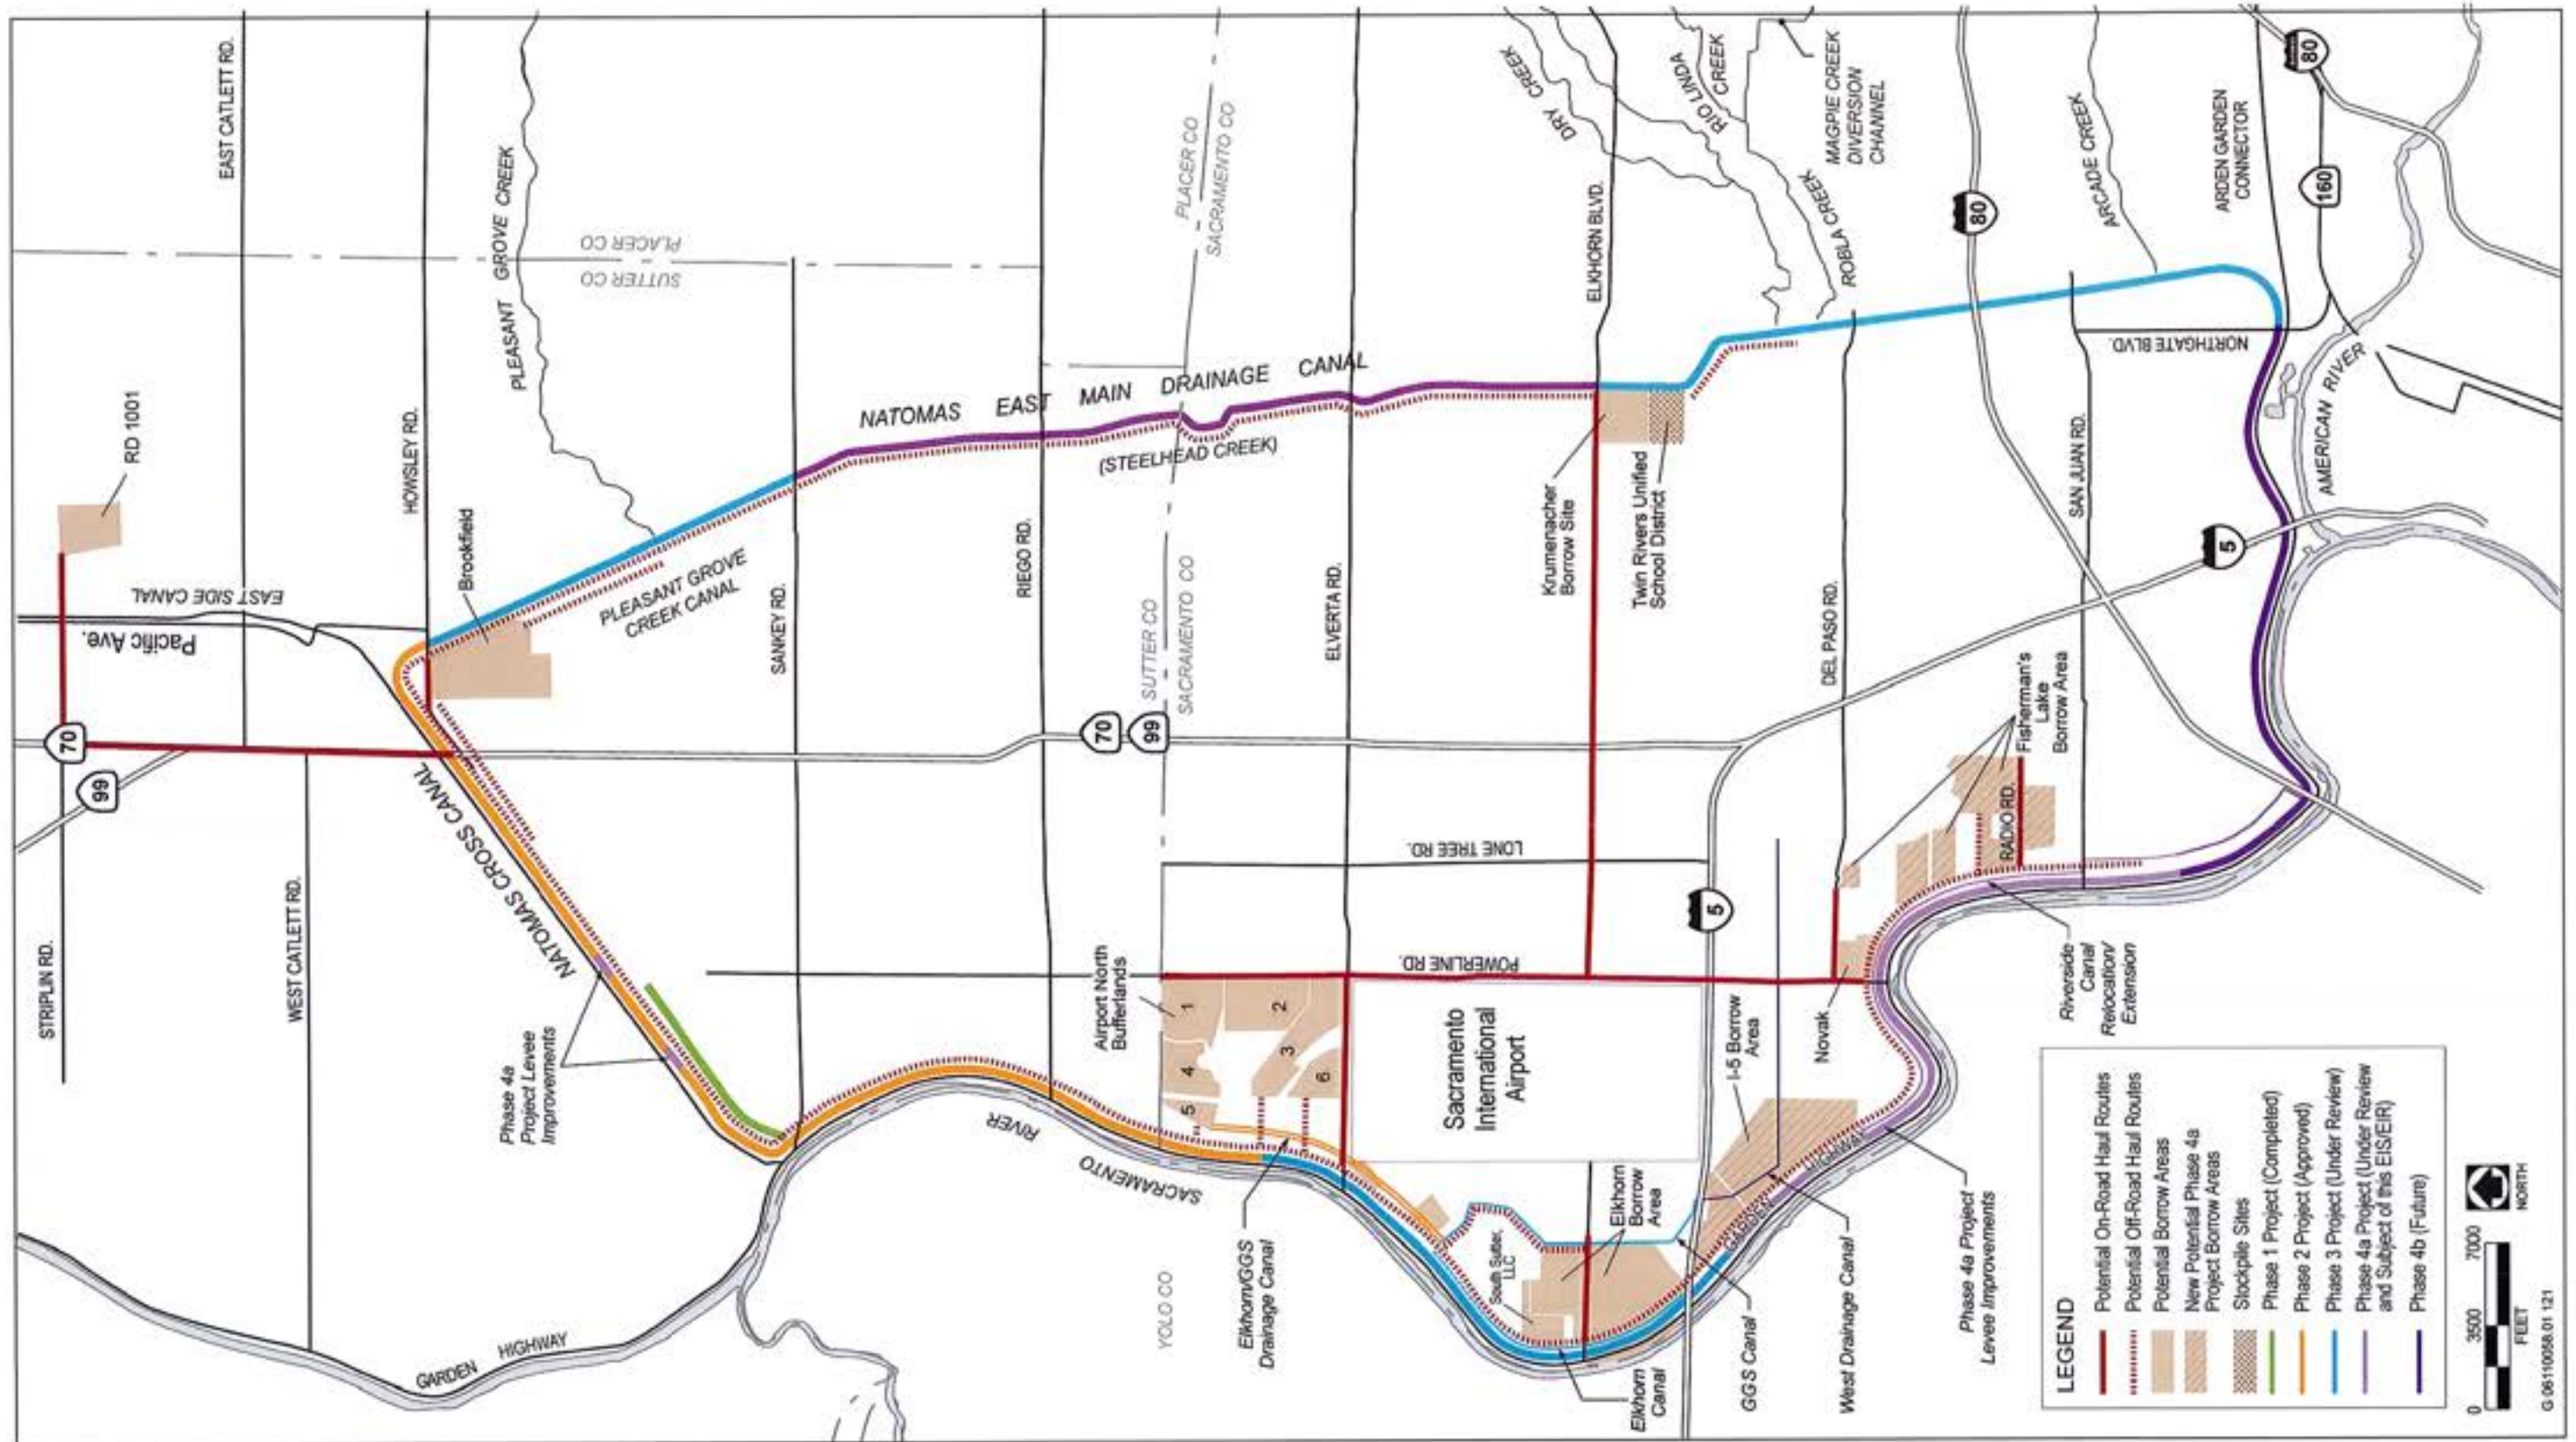 STRIPLIN RD.
99
70
Pacific Ave.
EAST SIDE CANAL
RD 1001
WEST CATLETT RD.
EAST CATLETT RD.
HOWSLEY RD.
Brookfield
PLEASANT GROVE CREEK
PLACER CO
SUTTER CO
PLEASANT GROVE
CREEK CANAL
NATOMAS CROSS CANAL
Phase 4a
Project Levee
Improvements
GARDEN HIGHWAY
SANKEY RD.
RIEGO RD.
NATOMAS EAST MAIN DRAINAGE CANAL
(STEELHEAD CREEK)
PLACER CO
SACRAMENTO CO
SUTTER CO
SACRAMENTO CO
70
99
SACRAMENTO RIVER
YOLO CO
Airport North
Bufferlands
1
2
3
4
5
6
Elkhorn/GGS
Drainage Canal
ELVERTA RD.
LONE TREE RD.
POWERLINE RD.
Sacramento
International
Airport
ELKHORN BLVD.
Krumenacher
Borrow Site
Twin Rivers Unified
School District
DRY CREEK
RIO LINDA
CREEK
MAGPIE CREEK
DIVERSION
CHANNEL
ROBLA CREEK
South Sutter,
LLC
Elkhorn
Borrow
Area
Elkhorn
Canal
GGS Canal
5
I-5 Borrow
Area
West Drainage Canal
GARDEN HIGHWAY
Novak
DEL PASO RD.
80
ARCADE CREEK
Phase 4a Project
Levee Improvements
Fisherman's
Lake
Borrow Area
RADIO RD.
Riverside
Canal
Relocation/
Extension
SAN JUAN RD.
NORTHGATE BLVD.
ARDEN GARDEN
CONNECTOR
160
80
5
AMERICAN RIVER
LEGEND
Potential On-Road Haul Routes
Potential Off-Road Haul Routes
Potential Borrow Areas
New Potential Phase 4a
Project Borrow Areas
Stockpile Sites
Phase 1 Project (Completed)
Phase 2 Project (Approved)
Phase 3 Project (Under Review)
Phase 4a Project (Under Review
and Subject of this EIS/EIR)
Phase 4b (Future)
0 3500 7000
FEET
NORTH
G 06110058.01 121